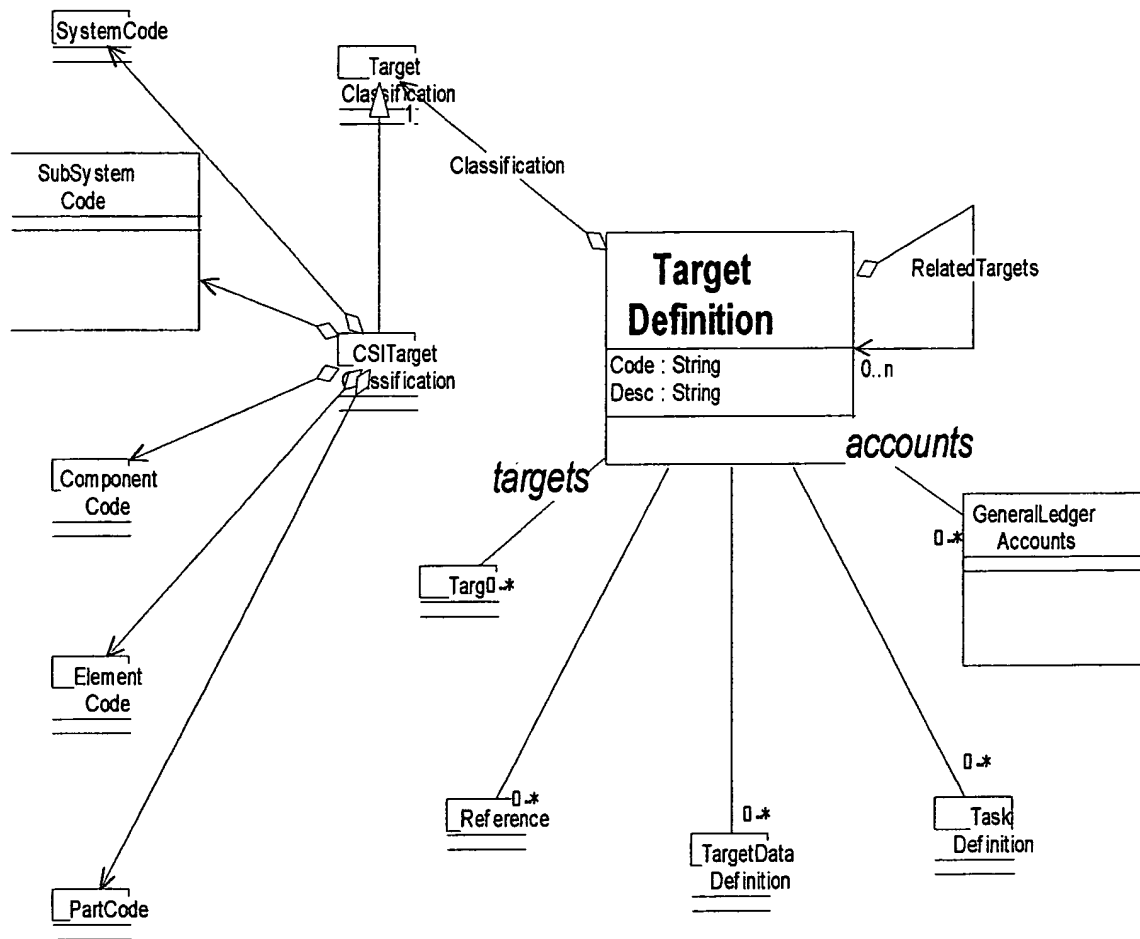 SystemCode
Target
Classification
1
Classification
SubSystem
Code
Target
Definition
RelatedTargets
Code : String
Desc : String
0..n
CSITarget
ssification
accounts
targets
Component
Code
GeneralLedger
Accounts
0..*
Targ
0..*
Element
Code
0..*
0..*
Reference
0..*
Task
Definition
TargetData
Definition
PartCode